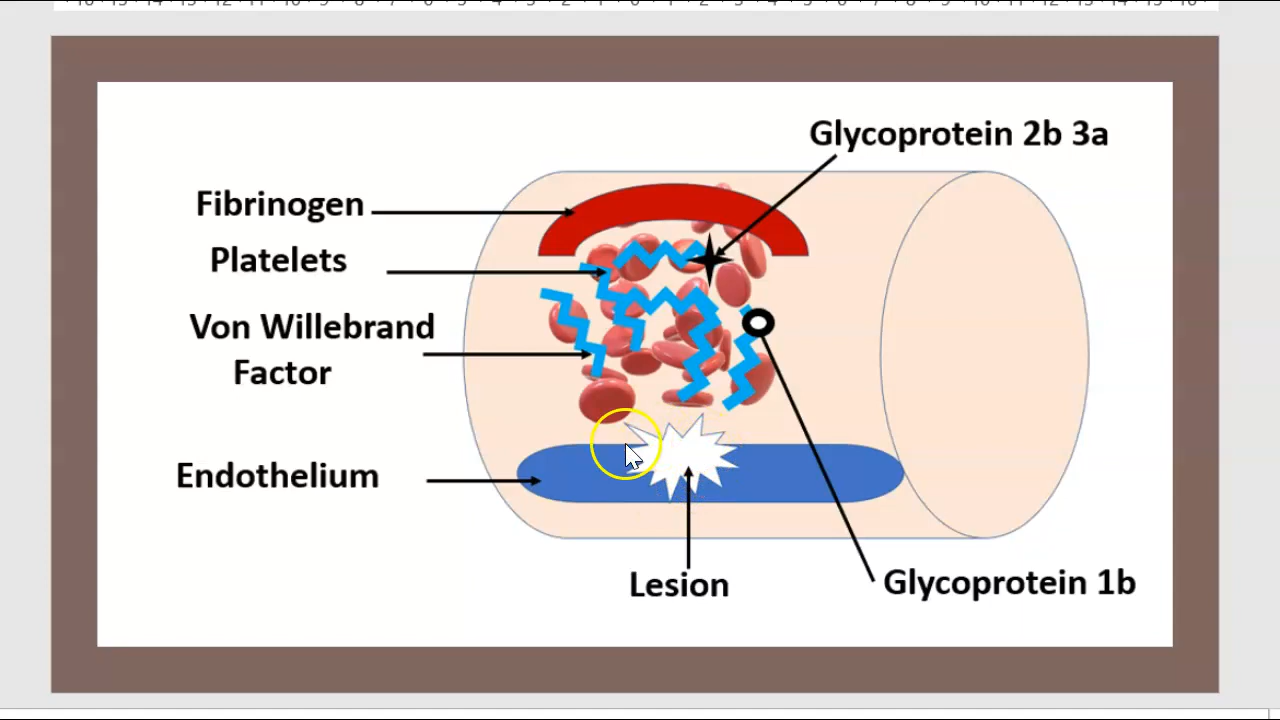 Glycoprotein 2b 3a
Fibrinogen
Platelets
Von Willebrand
Factor
Endothelium
Lesion
Glycoprotein 1b